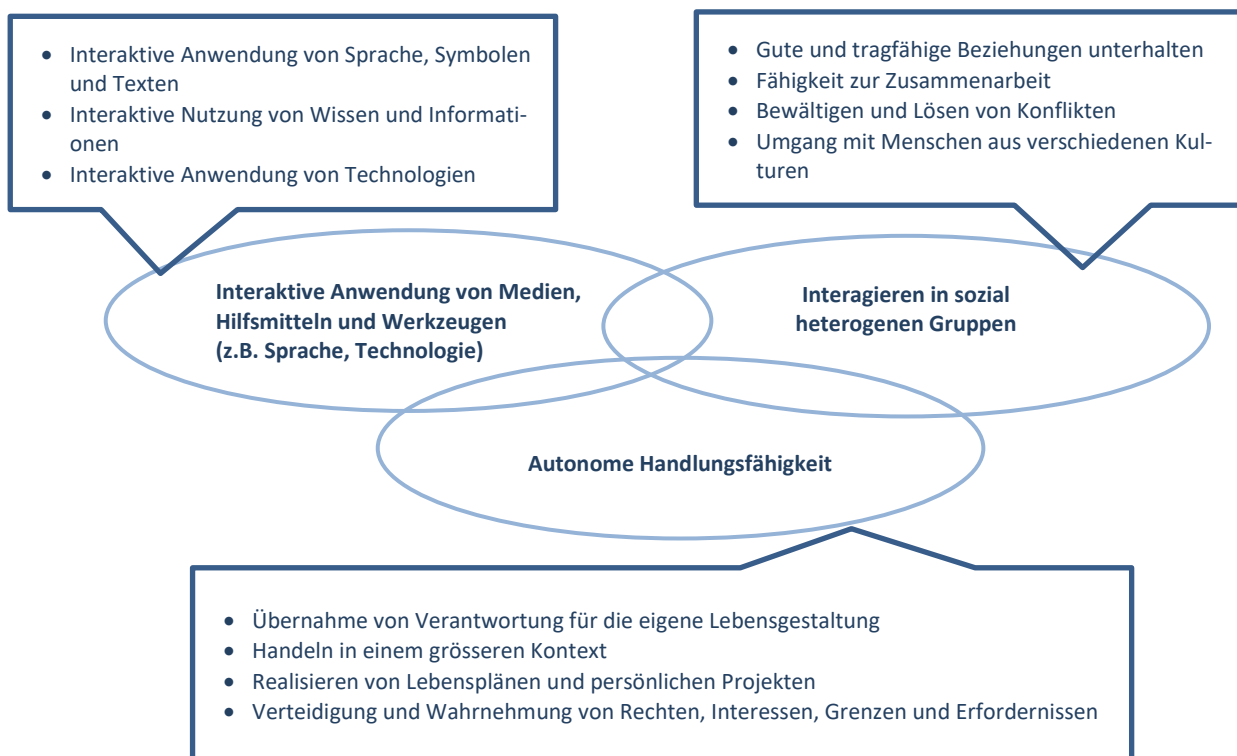 • Interaktive Anwendung von Sprache, Symbolen
und Texten
• Interaktive Nutzung von Wissen und Informati-
onen
• Interaktive Anwendung von Technologien
• Gute und tragfähige Beziehungen unterhalten
• Fähigkeit zur Zusammenarbeit
• Bewältigen und Lösen von Konflikten
• Umgang mit Menschen aus verschiedenen Kul-
turen
Interaktive Anwendung von Medien,
Hilfsmitteln und Werkzeugen
(z.B. Sprache, Technologie)
Interagieren in sozial
heterogenen Gruppen
Autonome Handlungsfähigkeit
• Übernahme von Verantwortung für die eigene Lebensgestaltung
• Handeln in einem grösseren Kontext
• Realisieren von Lebensplänen und persönlichen Projekten
• Verteidigung und Wahrnehmung von Rechten, Interessen, Grenzen und Erfordernissen